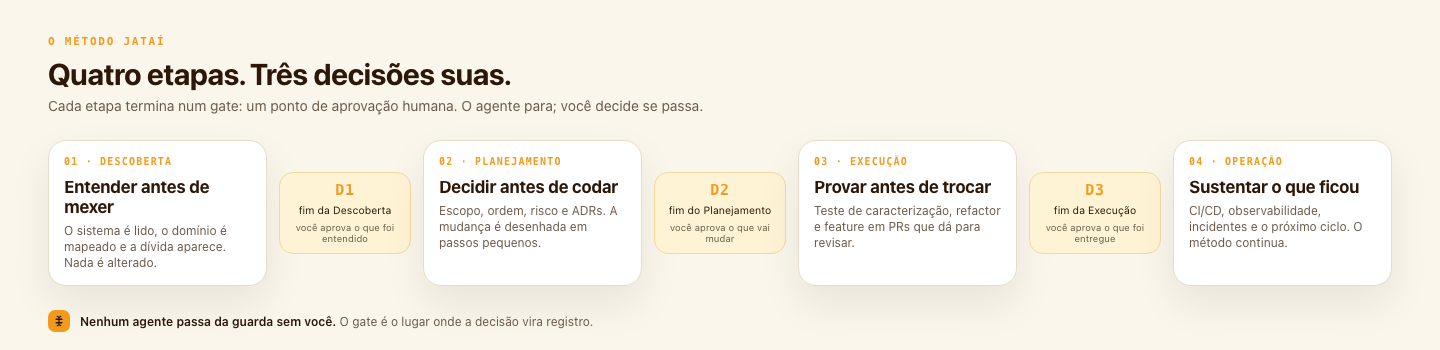 O MÉTODO JATAÍ
Quatro etapas. Três decisões suas.
Cada etapa termina num gate: um ponto de aprovação humana. O agente para; você decide se passa.
01 · DESCOBERTA
Entender antes de
mexer
O sistema é lido, o domínio é
mapeado e a dívida aparece.
Nada é alterado.
D1
fim da Descoberta
você aprova o que foi
entendido
02 · PLANEJAMENTO
Decidir antes de codar
Escopo, ordem, risco e ADRs. A
mudança é desenhada em
passos pequenos.
D2
fim do Planejamento
você aprova o que vai
mudar
03 · EXECUÇÃO
Provar antes de trocar
Teste de caracterização, refactor
e feature em PRs que dá para
revisar.
D3
fim da Execução
você aprova o que foi
entregue
04 · OPERAÇÃO
Sustentar o que ficou
CI/CD, observabilidade,
incidentes e o próximo ciclo. O
método continua.
Nenhum agente passa da guarda sem você. O gate é o lugar onde a decisão vira registro.